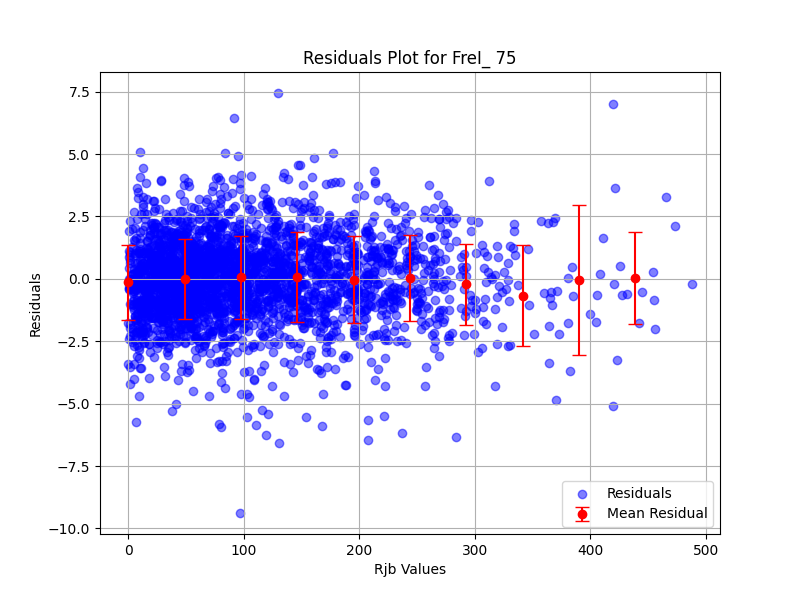 Residuals Plot for FreI_ 75
7.5
5.0
2.5
0.0
−2.5
−5.0
−7.5
−10.0
Residuals
0 100 200 300 400 500
Rjb Values
Residuals
Mean Residual